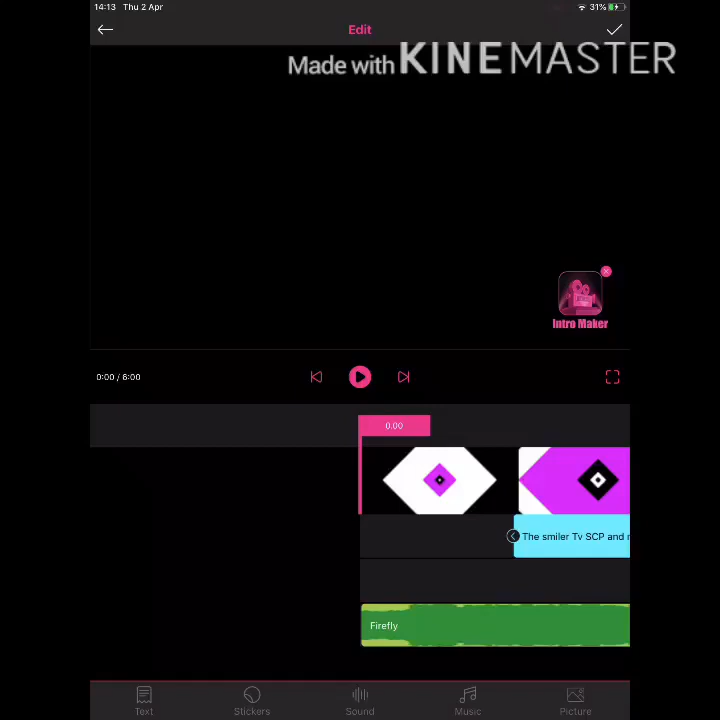 14:13 Thu 2 Apr 31%
Edit
Made with KINEMASTER
Intro Maker
0:00 / 6:00
0.00
The smiler Tv SCP and
Firefly
Text Stickers Sound Music Picture